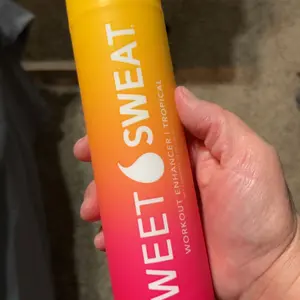 SWEET SWEAT
WORKOUT ENHANCER | TROPICAL